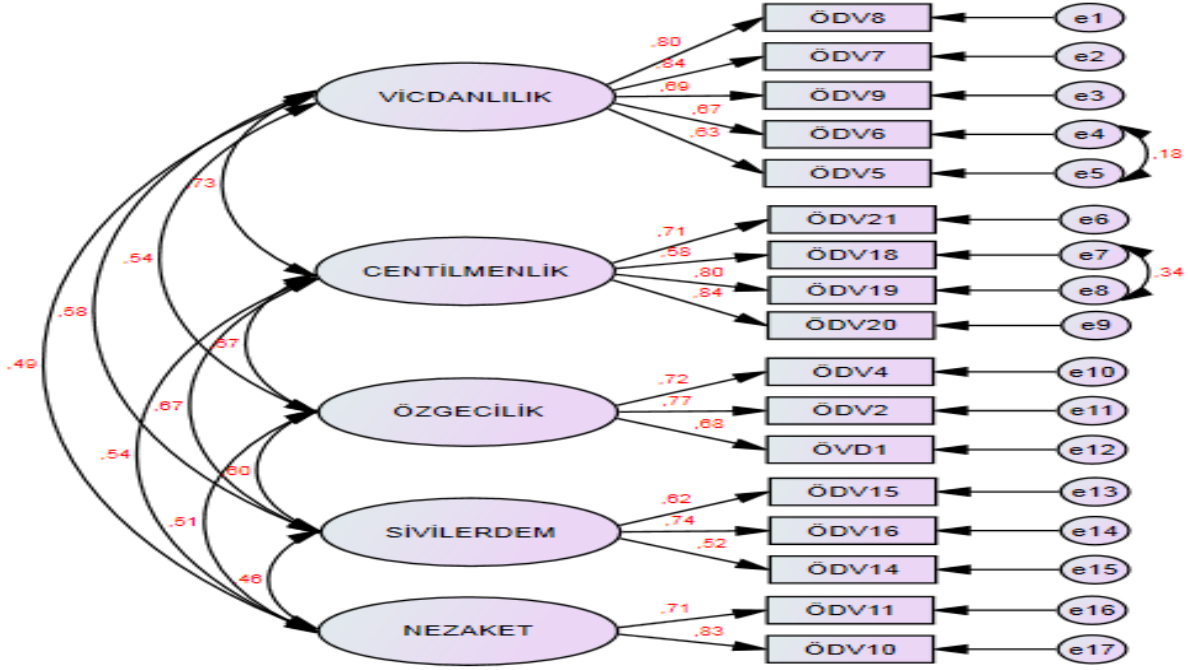 ÖDV8
e1
.80
ÖDV7
e2
.84
VİCDANLILIK
.69
ÖDV9
e3
.67
ÖDV6
e4
.63
.18
ÖDV5
e5
.73
.71
ÖDV21
e6
.54
.58
ÖDV18
e7
CENTİLMENLİK
.80
.34
ÖDV19
e8
.58
.84
ÖDV20
e9
.67
.49
.72
ÖDV4
e10
.67
ÖZGECİLİK
.77
ÖDV2
e11
.54
.68
ÖVD1
e12
.60
.62
ÖDV15
e13
.51
.74
SİVİLERDEM
ÖDV16
e14
.52
ÖDV14
e15
46
.71
ÖDV11
e16
NEZAKET
.83
ÖDV10
e17